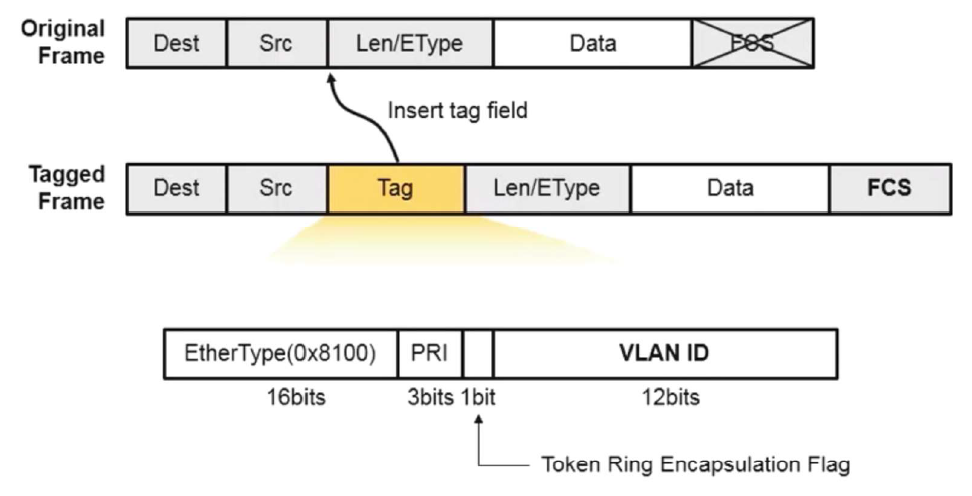 Original
Frame
Dest Src Len/EType Data FCS
Insert tag field
Tagged
Frame
Dest Src Tag Len/EType Data FCS
EtherType(0x8100) PRI VLAN ID
16bits 3bits 1bit 12bits
Token Ring Encapsulation Flag